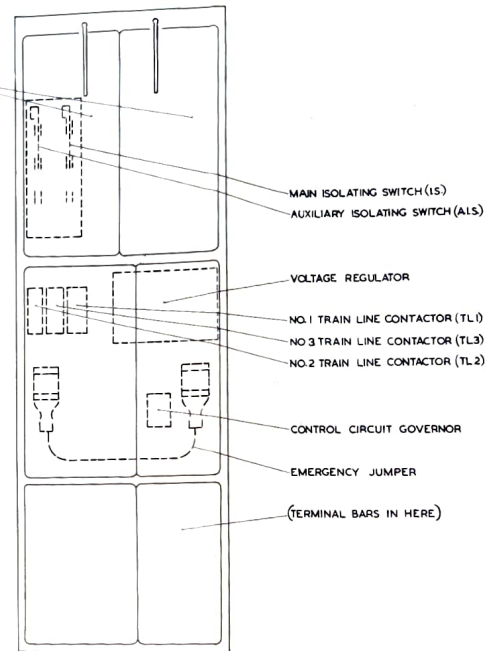 MAIN ISOLATING SWITCH (I.S.)
AUXILIARY ISOLATING SWITCH (A.I.S.)
VOLTAGE REGULATOR
NO.1 TRAIN LINE CONTACTOR (TL1)
NO 3 TRAIN LINE CONTACTOR (TL3)
NO.2 TRAIN LINE CONTACTOR (TL2)
CONTROL CIRCUIT GOVERNOR
EMERGENCY JUMPER
(TERMINAL BARS IN HERE)